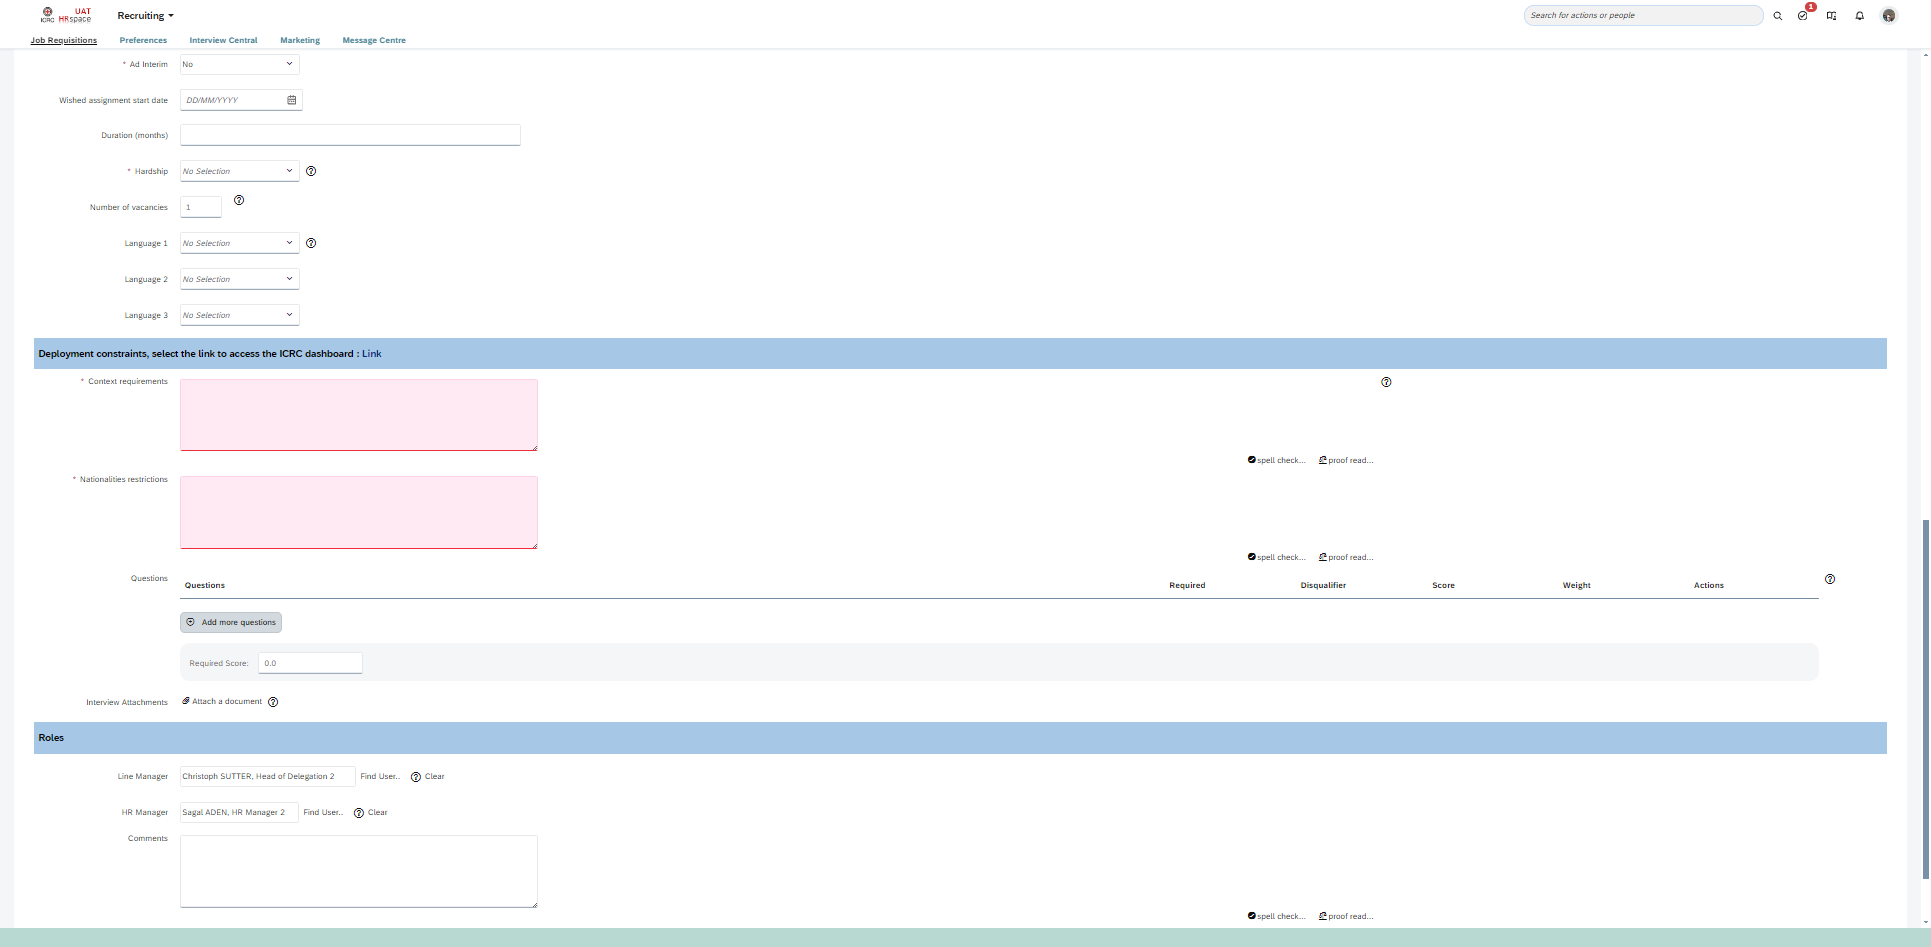 ICRC UAT HRspace
Recruiting
Search for actions or people
1
Job Requisitions Preferences Interview Central Marketing Message Centre
* Ad Interim No
Wished assignment start date DD/MM/YYYY
Duration (months)
* Hardship No Selection
Number of vacancies 1
Language 1 No Selection
Language 2 No Selection
Language 3 No Selection
Deployment constraints, select the link to access the ICRC dashboard : Link
* Context requirements
spell check... proof read...
* Nationalities restrictions
spell check... proof read...
Questions
Questions Required Disqualifier Score Weight Actions
Add more questions
Required Score: 0.0
Interview Attachments Attach a document
Roles
Line Manager Christoph SUTTER, Head of Delegation 2 Find User.. Clear
HR Manager Sagal ADEN, HR Manager 2 Find User.. Clear
Comments
spell check... proof read...